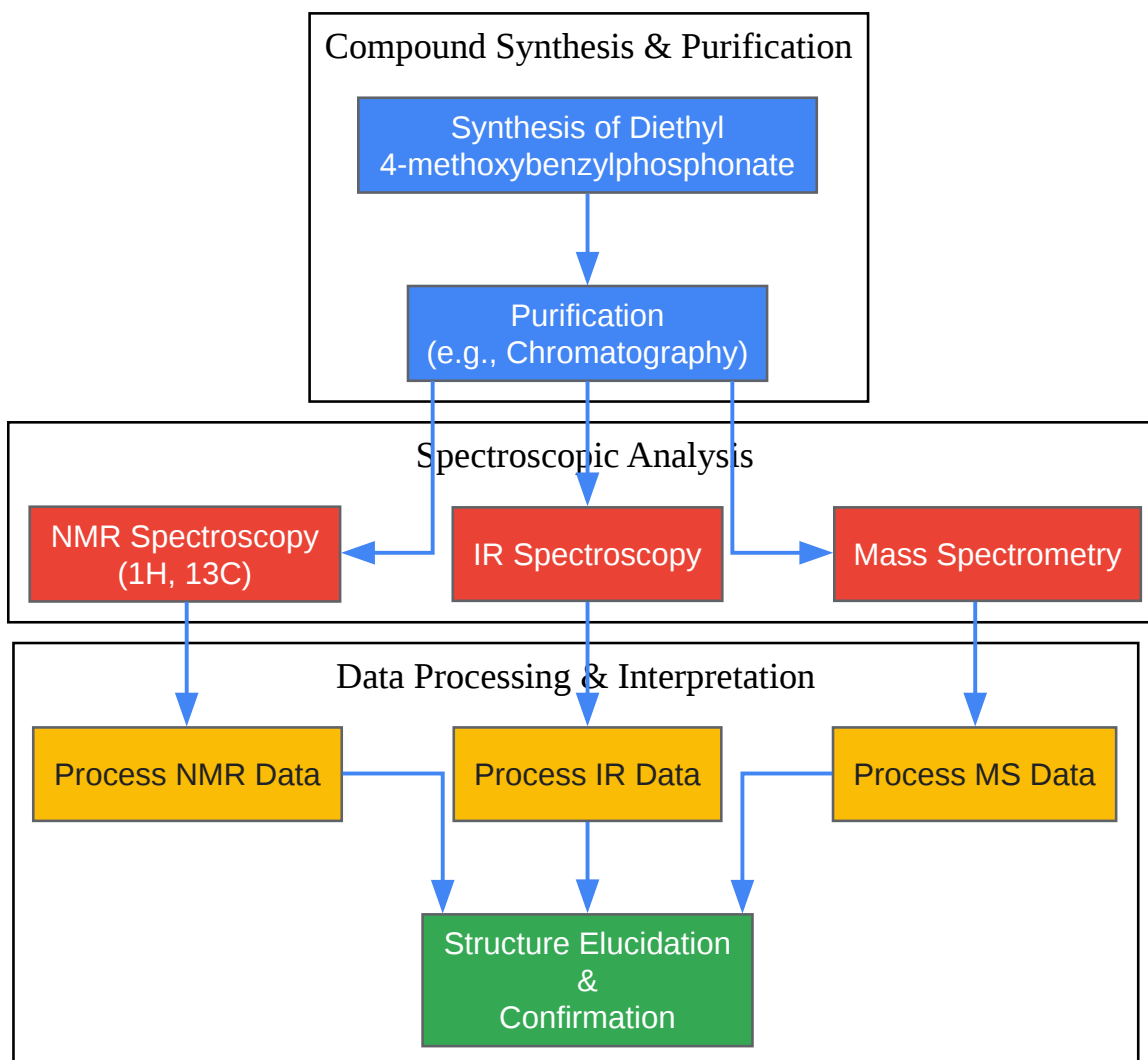 Compound Synthesis & Purification
Synthesis of Diethyl
4-methoxybenzylphosphonate
Purification
(e.g., Chromatography)
Spectroscopic Analysis
NMR Spectroscopy
(1H, 13C)
IR Spectroscopy
Mass Spectrometry
Data Processing & Interpretation
Process NMR Data
Process IR Data
Process MS Data
Structure Elucidation
&
Confirmation